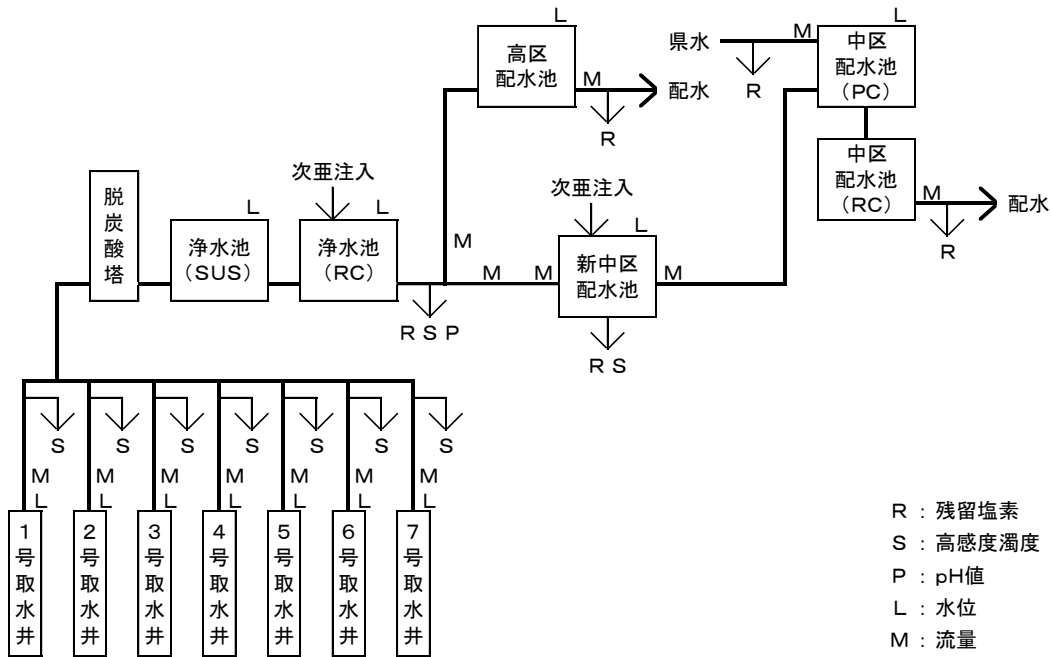 L
高区
配水池
M
配水
R
県水
M
R
L
中区
配水池
（PC）
中区
配水池
（RC）
M
配水
R
脱炭酸塔
L
浄水池
（SUS）
次亜注入
L
浄水池
（RC）
R S P
M
M
M
次亜注入
L
新中区
配水池
M
R S
S
S
S
S
S
S
S
M
M
M
M
M
M
M
L
L
L
L
L
L
L
1号取水井
2号取水井
3号取水井
4号取水井
5号取水井
6号取水井
7号取水井
R ： 残留塩素
S ： 高感度濁度
P ： pH値
L ： 水位
M ： 流量